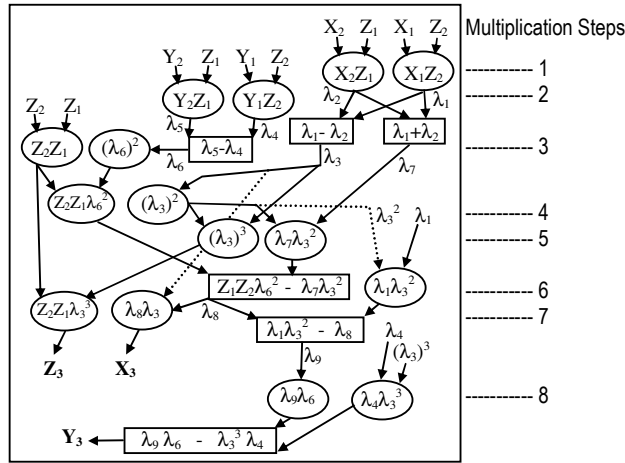 X₂ Z₁ X₁ Z₂ Multiplication Steps
Y₂ Z₁ Y₁ Z₂
X₂Z₁ X₁Z₂ ---------- 1
Y₂Z₁ Y₁Z₂ λ₂ λ₁ ---------- 2
Z₂ Z₁ λ₅ λ₄
Z₂Z₁ (λ₆)² λ₅-λ₄ λ₁- λ₂ λ₁+λ₂ ---------- 3
λ₆ λ₃ λ₇
Z₂Z₁λ₆² (λ₃)² λ₃² λ₁ ---------- 4
(λ₃)³ λ₇λ₃² ---------- 5
Z₁Z₂λ₆² - λ₇λ₃² λ₁λ₃² ---------- 6
Z₂Z₁λ₃³ λ₈λ₃ λ₈ ---------- 7
λ₁λ₃² - λ₈ λ₄
Z₃ X₃ λ₉ (λ₃)³
λ₉λ₆ λ₄λ₃³ ---------- 8
Y₃ λ₉ λ₆ - λ₃³ λ₄